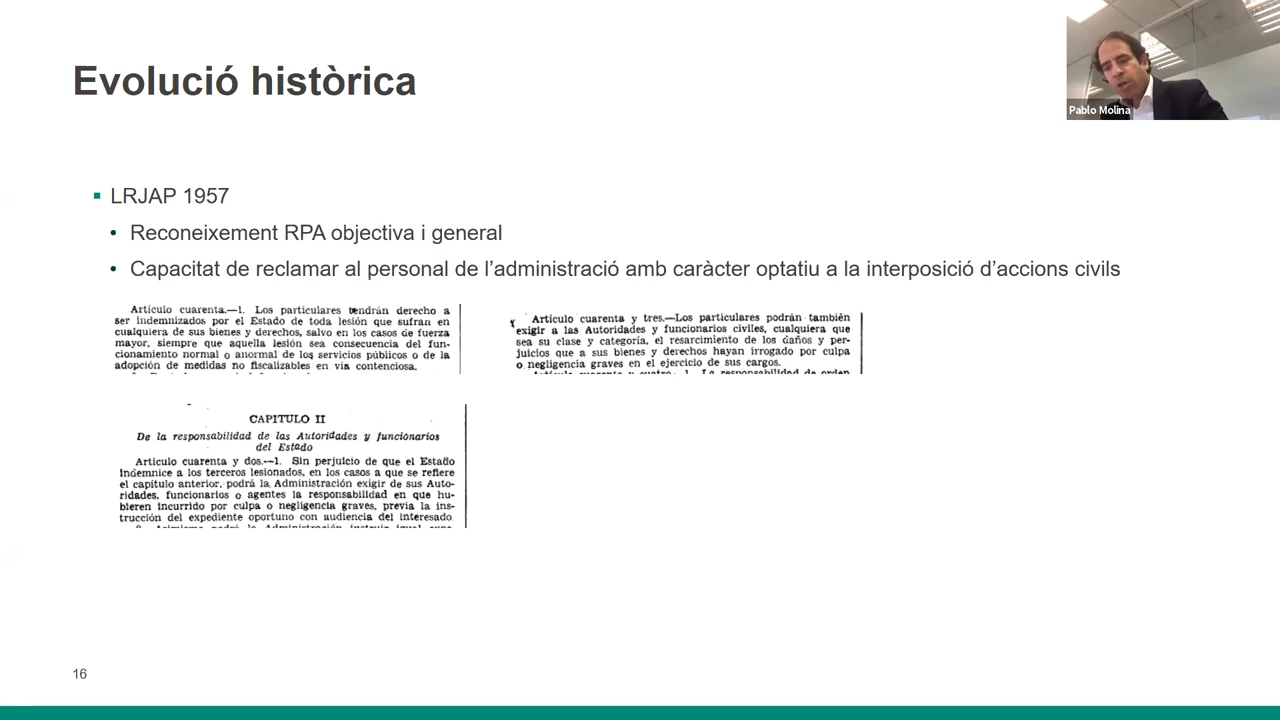 Evolució històrica
Pablo Molina
LRJAP 1957
Reconeixement RPA objectiva i general
Capacitat de reclamar al personal de l'administració amb caràcter optatiu a la interposició d'accions civils
Artículo cuarenta.—1. Los particulares tendrán derecho a
ser indemnizados por el Estado de toda lesión que sufran en
cualquiera de sus bienes y derechos, salvo en los casos de fuerza
mayor, siempre que aquella lesión sea consecuencia del fun-
cionamiento normal o anormal de los servicios públicos o de la
adopción de medidas no fiscalizables en vía contenciosa.
Artículo cuarenta y tres.—Los particulares podrán también
exigir a las Autoridades y funcionarios civiles, cualquiera que
sea su clase y categoría, el resarcimiento de los daños y per-
juicios que a sus bienes y derechos hayan irrogado por culpa
o negligencia graves en el ejercicio de sus cargos.
Artículo cuarenta y cuatro.—1. La responsabilidad de orden
CAPITULO II
De la responsabilidad de las Autoridades y funcionarios
del Estado
Artículo cuarenta y dos.—1. Sin perjuicio de que el Estado
indemnice a los terceros lesionados, en los casos a que se refiere
el capítulo anterior, podrá la Administración exigir de sus Auto-
ridades, funcionarios o agentes la responsabilidad en que hu-
bieren incurrido por culpa o negligencia graves, previa la ins-
trucción del expediente oportuno con audiencia del interesado
16